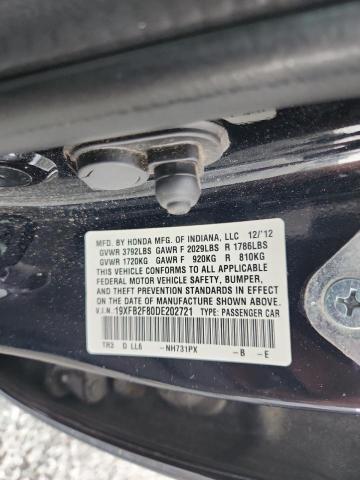 MFD. BY HONDA MFG. OF INDIANA, LLC 12/'12
GVWR 3792LBS GAWR F 2029LBS R 1786LBS
GVWR 1720KG GAWR F 920KG R 810KG
THIS VEHICLE CONFORMS TO ALL APPLICABLE
FEDERAL MOTOR VEHICLE SAFETY, BUMPER,
AND THEFT PREVENTION STANDARDS IN EFFECT
ON THE DATE OF MANUFACTURE SHOWN ABOVE.
V.I.N. 19XFB2F80DE202721 TYPE: PASSENGER CAR
TR3 D LL6 -NH731PX -B -E